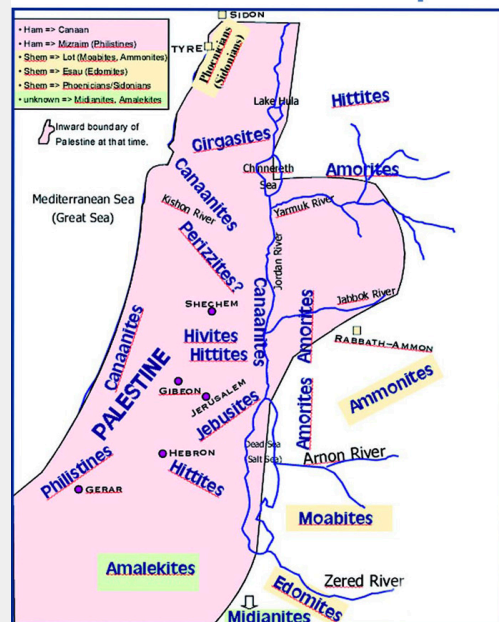 SIDON
• Ham => Canaan
• Ham => Mizraim (Philistines)
• Shem => Lot (Moabites, Ammonites)
• Shem => Esau (Edomites)
• Shem => Phoenicians/Sidonians
• unknown => Midianites, Amalekites
TYRE
Phoenicians
(Sidonians)
Inward boundary of
Palestine at that time.
Lake Hula
Hittites
Girgasites
Chinnereth
Sea
Amorites
Mediterranean Sea
(Great Sea)
Canaanites
Kishon River
Yarmuk River
Perizzites?
Jordan River
Canaanites
Jabbok River
SHECHEM
Amorites
Canaanites
Hivites
Hittites
RABBATH-AMMON
PALESTINE
GIBEON
JERUSALEM
Jebusites
Ammonites
Amorites
Dead Sea
(Salt Sea)
Arnon River
HEBRON
Philistines
Hittites
GERAR
Moabites
Amalekites
Zered River
Edomites
Midianites